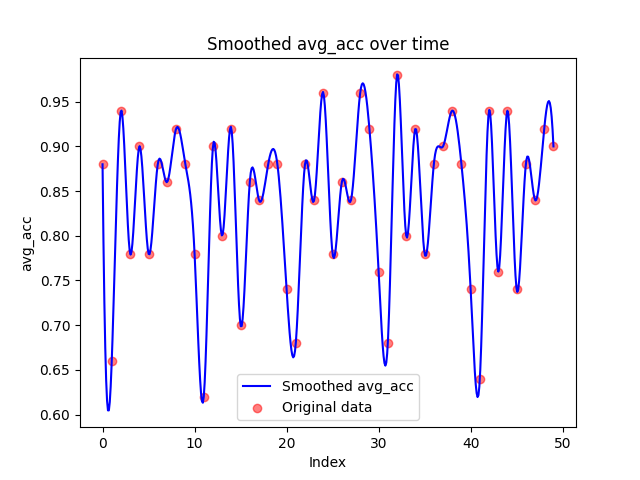 Smoothed avg_acc over time
avg_acc
0.95
0.90
0.85
0.80
0.75
0.70
0.65
0.60
Smoothed avg_acc
Original data
0
10
20
30
40
50
Index